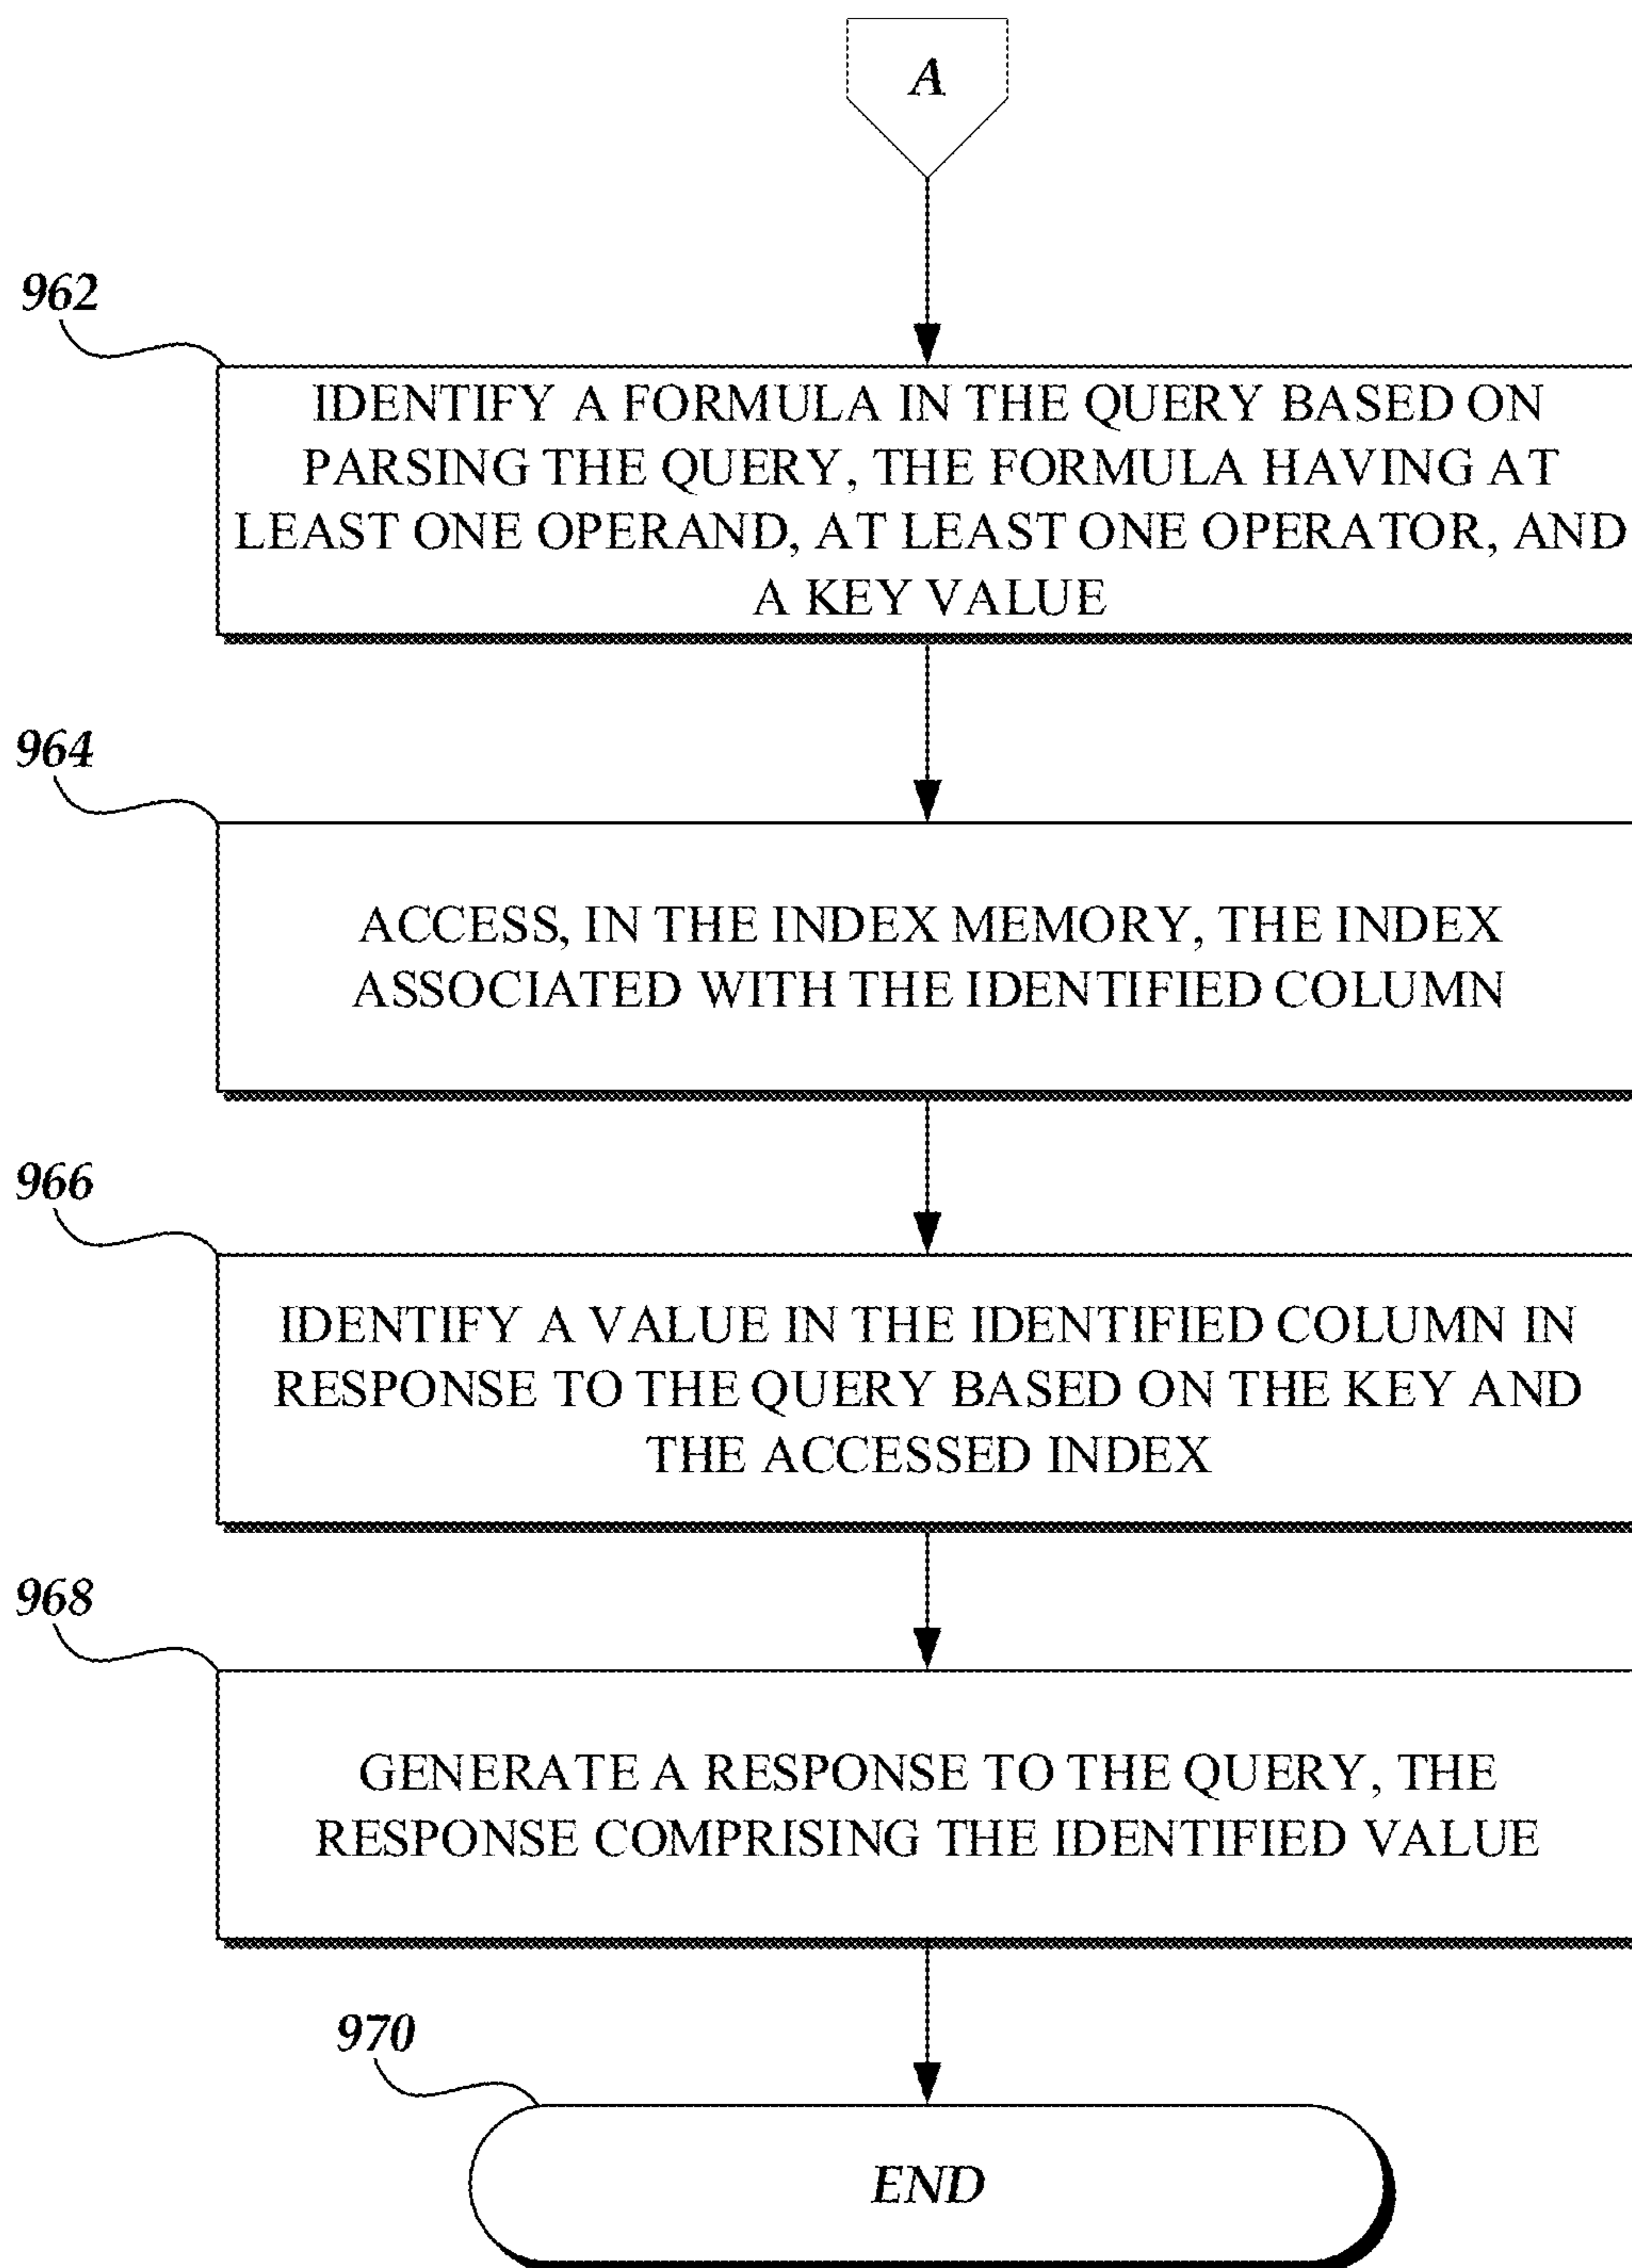 A
962
IDENTIFY A FORMULA IN THE QUERY BASED ON
PARSING THE QUERY, THE FORMULA HAVING AT
LEAST ONE OPERAND, AT LEAST ONE OPERATOR, AND
A KEY VALUE
964
ACCESS, IN THE INDEX MEMORY, THE INDEX
ASSOCIATED WITH THE IDENTIFIED COLUMN
966
IDENTIFY A VALUE IN THE IDENTIFIED COLUMN IN
RESPONSE TO THE QUERY BASED ON THE KEY AND
THE ACCESSED INDEX
968
GENERATE A RESPONSE TO THE QUERY, THE
RESPONSE COMPRISING THE IDENTIFIED VALUE
970
END